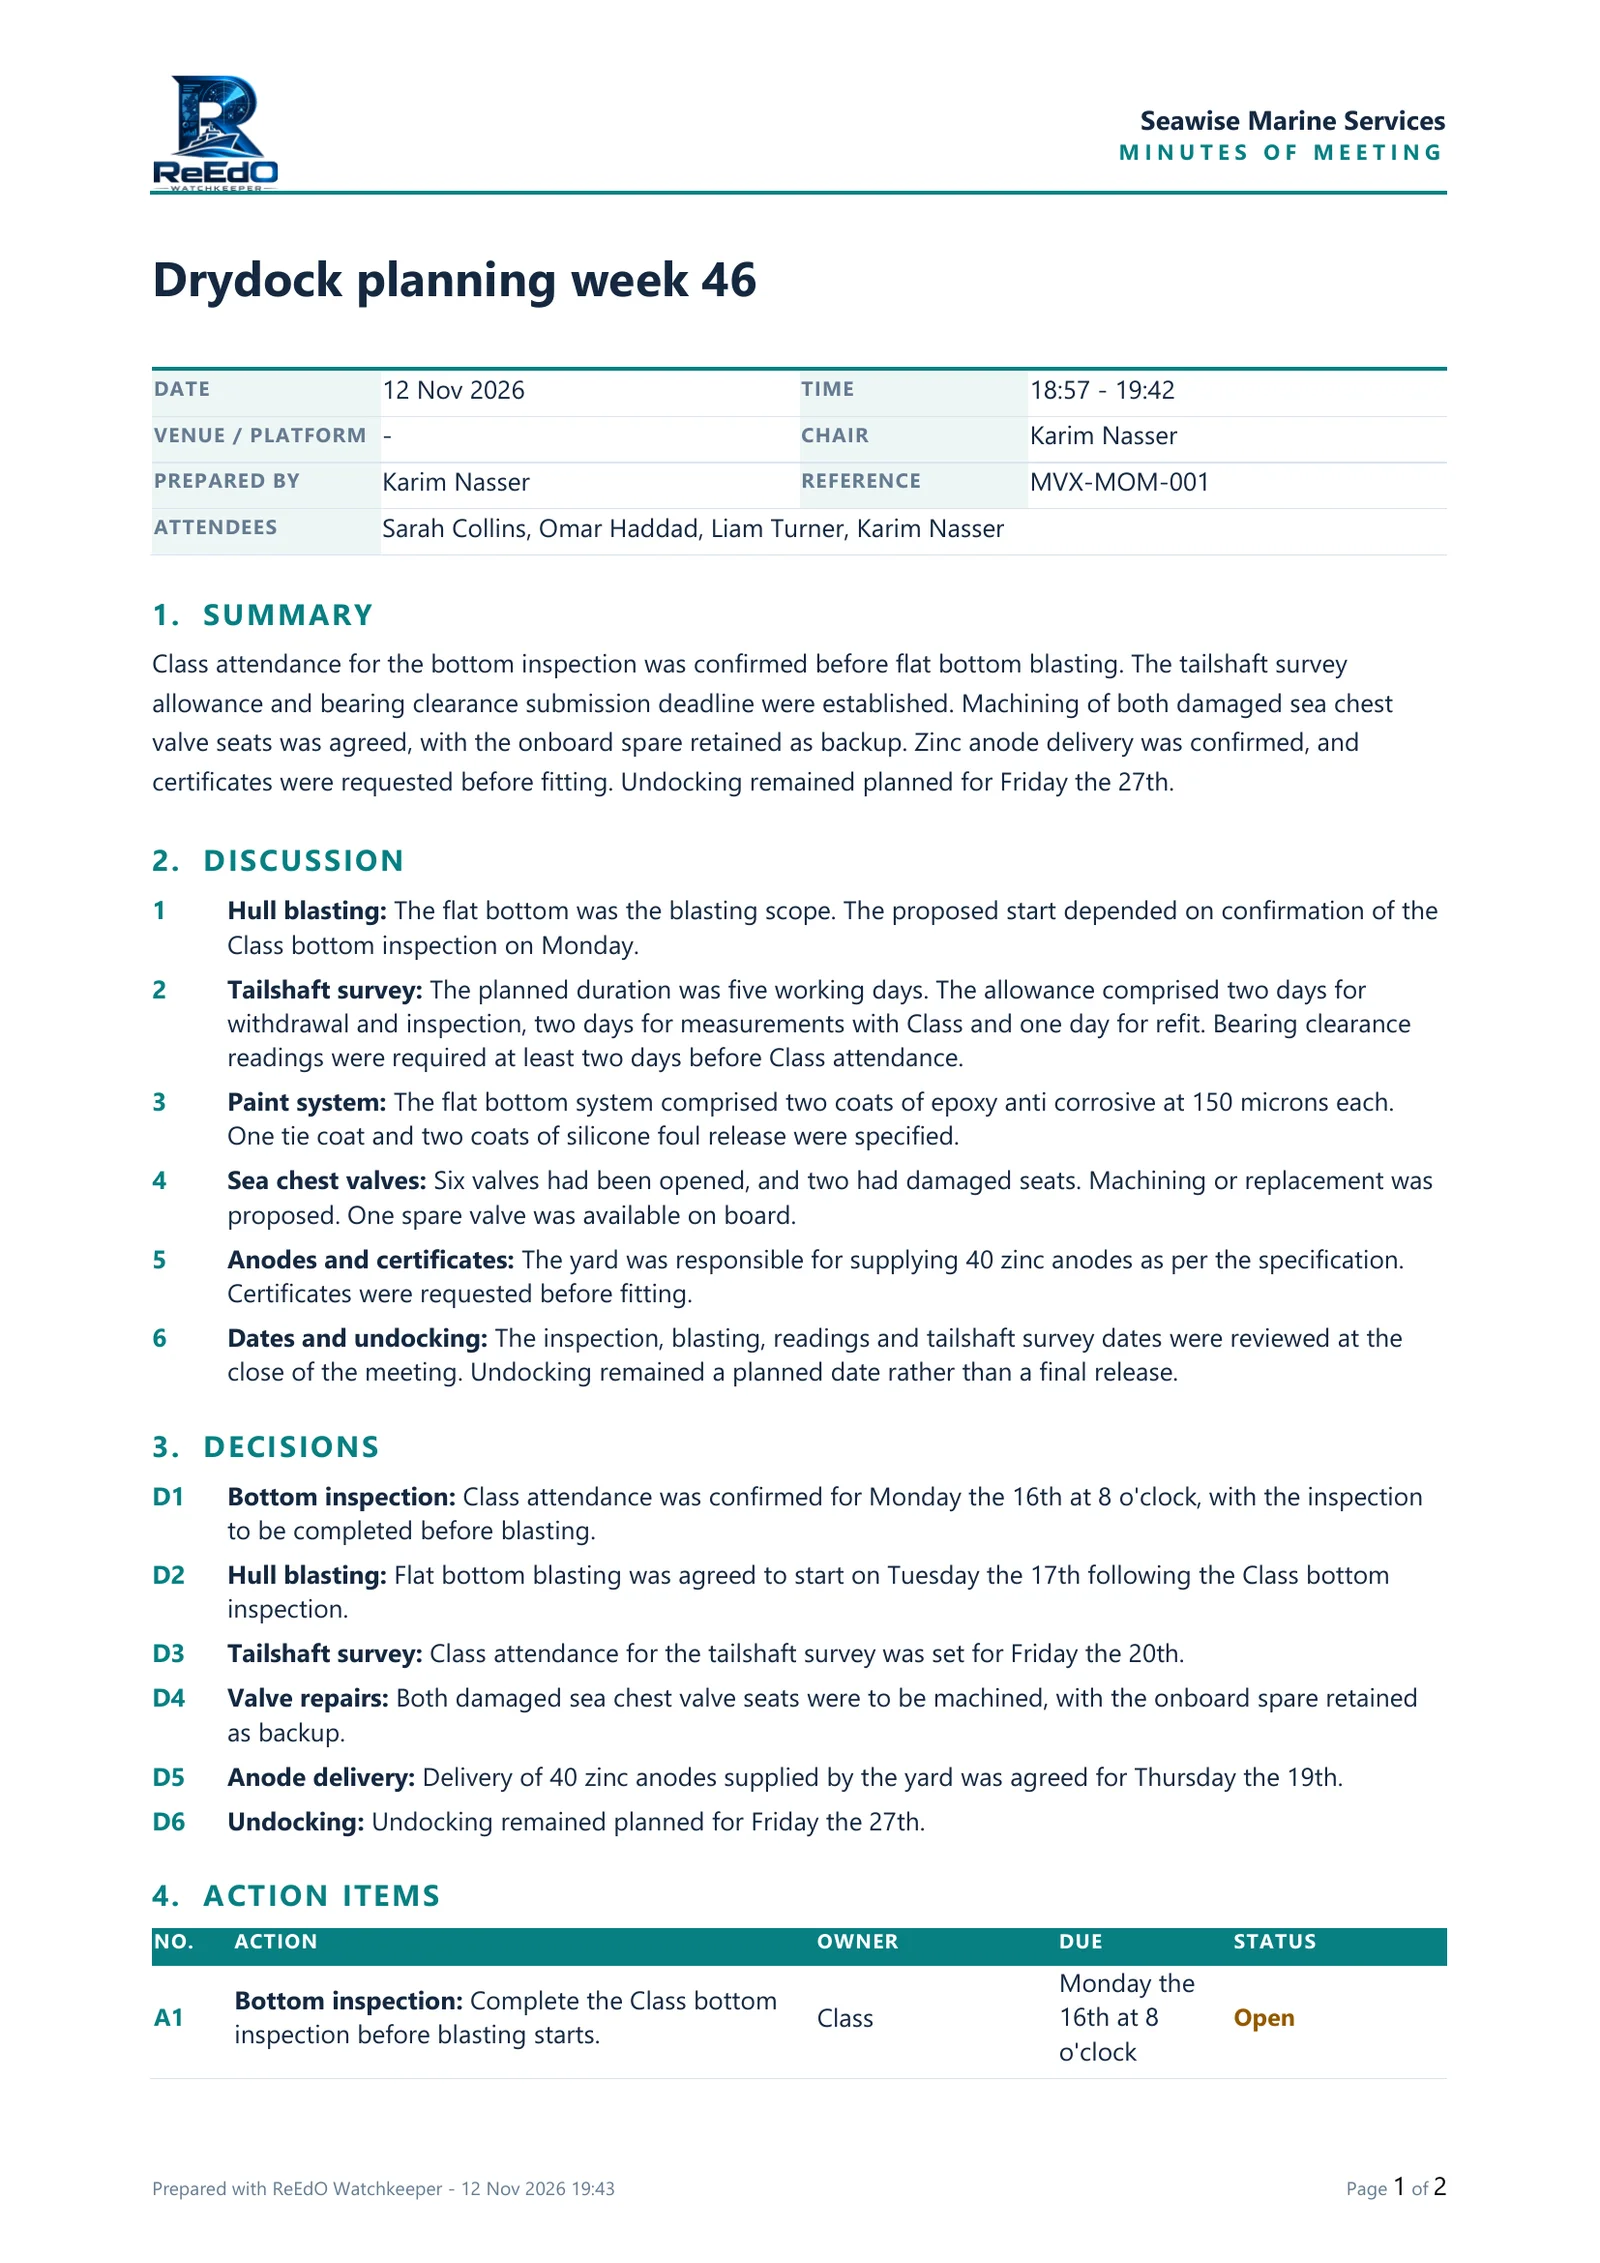 ReEdO
WATCHKEEPER
Seawise Marine Services
MINUTES OF MEETING
Drydock planning week 46
DATE 12 Nov 2026 TIME 18:57 - 19:42
VENUE / PLATFORM - CHAIR Karim Nasser
PREPARED BY Karim Nasser REFERENCE MVX-MOM-001
ATTENDEES Sarah Collins, Omar Haddad, Liam Turner, Karim Nasser
1. SUMMARY
Class attendance for the bottom inspection was confirmed before flat bottom blasting. The tailshaft survey
allowance and bearing clearance submission deadline were established. Machining of both damaged sea chest
valve seats was agreed, with the onboard spare retained as backup. Zinc anode delivery was confirmed, and
certificates were requested before fitting. Undocking remained planned for Friday the 27th.
2. DISCUSSION
1 Hull blasting: The flat bottom was the blasting scope. The proposed start depended on confirmation of the
Class bottom inspection on Monday.
2 Tailshaft survey: The planned duration was five working days. The allowance comprised two days for
withdrawal and inspection, two days for measurements with Class and one day for refit. Bearing clearance
readings were required at least two days before Class attendance.
3 Paint system: The flat bottom system comprised two coats of epoxy anti corrosive at 150 microns each.
One tie coat and two coats of silicone foul release were specified.
4 Sea chest valves: Six valves had been opened, and two had damaged seats. Machining or replacement was
proposed. One spare valve was available on board.
5 Anodes and certificates: The yard was responsible for supplying 40 zinc anodes as per the specification.
Certificates were requested before fitting.
6 Dates and undocking: The inspection, blasting, readings and tailshaft survey dates were reviewed at the
close of the meeting. Undocking remained a planned date rather than a final release.
3. DECISIONS
D1 Bottom inspection: Class attendance was confirmed for Monday the 16th at 8 o'clock, with the inspection
to be completed before blasting.
D2 Hull blasting: Flat bottom blasting was agreed to start on Tuesday the 17th following the Class bottom
inspection.
D3 Tailshaft survey: Class attendance for the tailshaft survey was set for Friday the 20th.
D4 Valve repairs: Both damaged sea chest valve seats were to be machined, with the onboard spare retained
as backup.
D5 Anode delivery: Delivery of 40 zinc anodes supplied by the yard was agreed for Thursday the 19th.
D6 Undocking: Undocking remained planned for Friday the 27th.
4. ACTION ITEMS
NO. ACTION OWNER DUE STATUS
A1 Bottom inspection: Complete the Class bottom
inspection before blasting starts.
Class
Monday the
16th at 8
o'clock
Open
Prepared with ReEdO Watchkeeper - 12 Nov 2026 19:43
Page 1 of 2